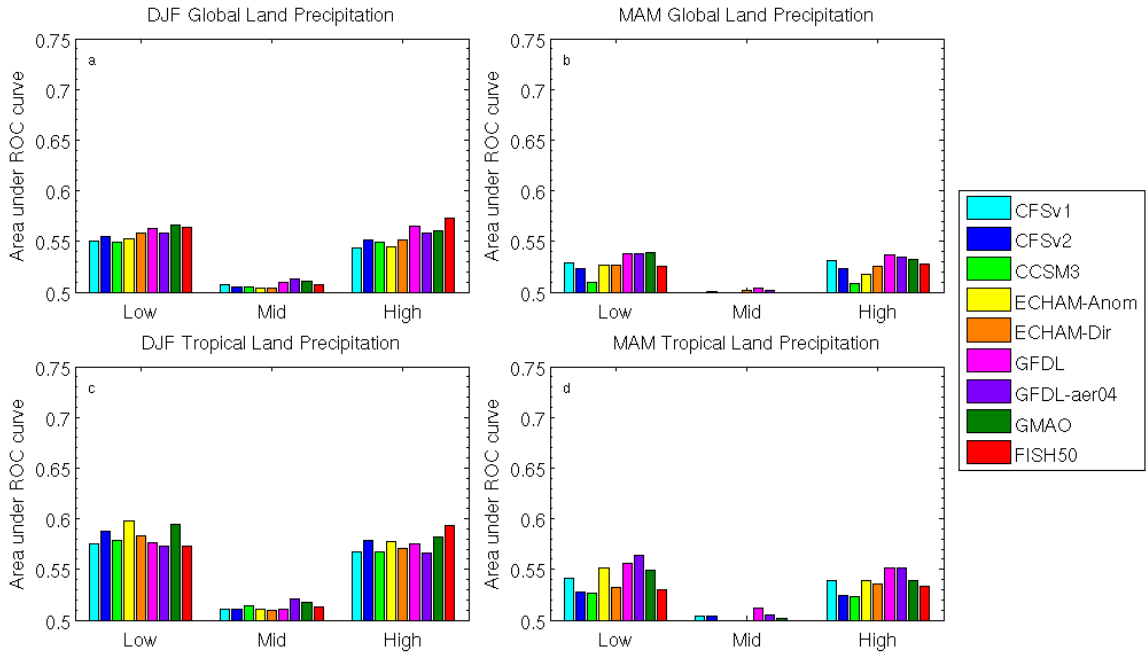 DJF Global Land Precipitation
MAM Global Land Precipitation
Area under ROC curve
0.75
0.7
0.65
0.6
0.55
0.5
a
Low
Mid
High
Area under ROC curve
0.75
0.7
0.65
0.6
0.55
0.5
b
Low
Mid
High
DJF Tropical Land Precipitation
MAM Tropical Land Precipitation
Area under ROC curve
0.75
0.7
0.65
0.6
0.55
0.5
c
Low
Mid
High
Area under ROC curve
0.75
0.7
0.65
0.6
0.55
0.5
d
Low
Mid
High
CFSv1
CFSv2
CCSM3
ECHAM-Anom
ECHAM-Dir
GFDL
GFDL-aer04
GMAO
FISH50